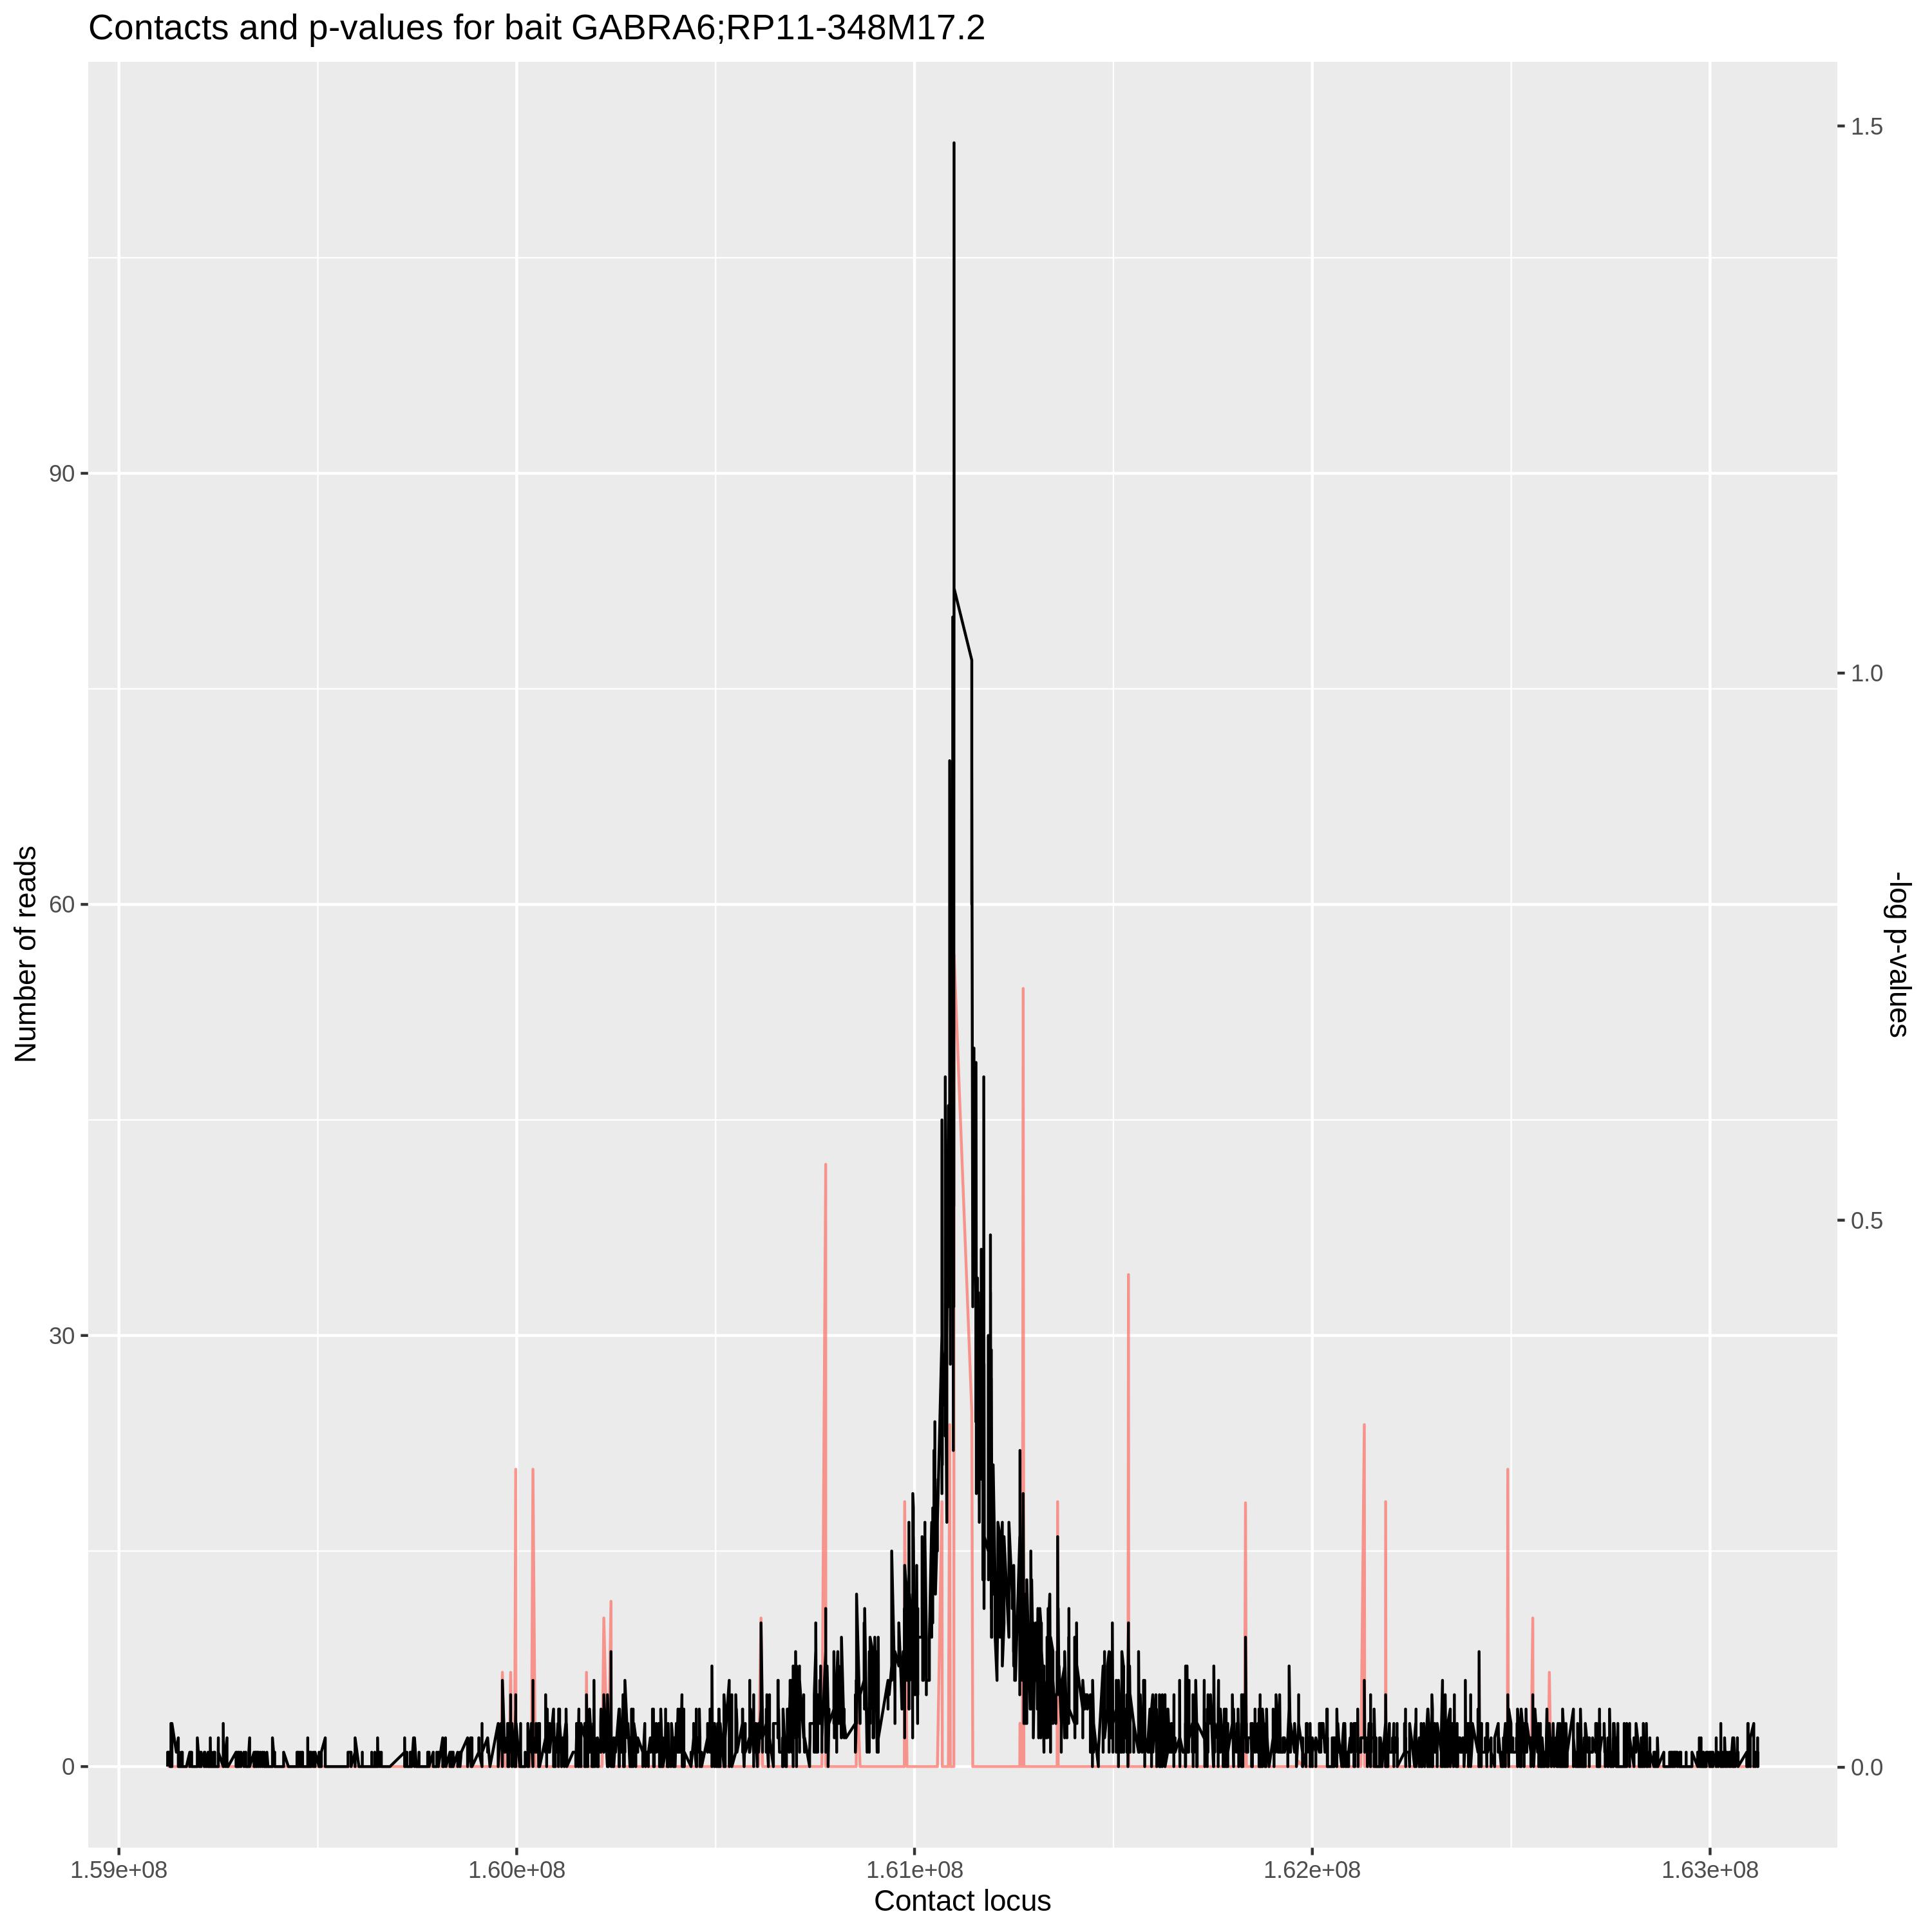 Contacts and p-values for bait GABRA6;RP11-348M17.2
90
60
30
0
Number of reads
1.5
1.0
0.5
0.0
-log p-values
1.59e+08
1.60e+08
1.61e+08
1.62e+08
1.63e+08
Contact locus